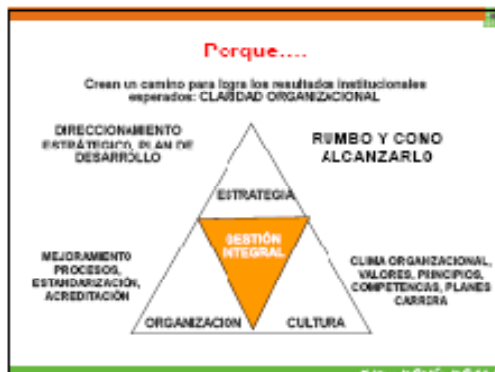 Porque....
Crean un camino para logra los resultados institucionales
esperados: CLARIDAD ORGANIZACIONAL
DIRECCIONAMIENTO
ESTRATEGICO, PLAN DE
DESARROLLO
RUMBO Y COMO
ALCANZARLO
ESTRATEGIA
GESTIÓN
INTEGRAL
MEJORAMIENTO
PROCESOS,
ESTANDARIZACIÓN,
ACREDITACIÓN
CLIMA ORGANIZACIONAL,
VALORES, PRINCIPIOS,
COMPETENCIAS, PLANES
CARRERA
ORGANIZACION
CULTURA